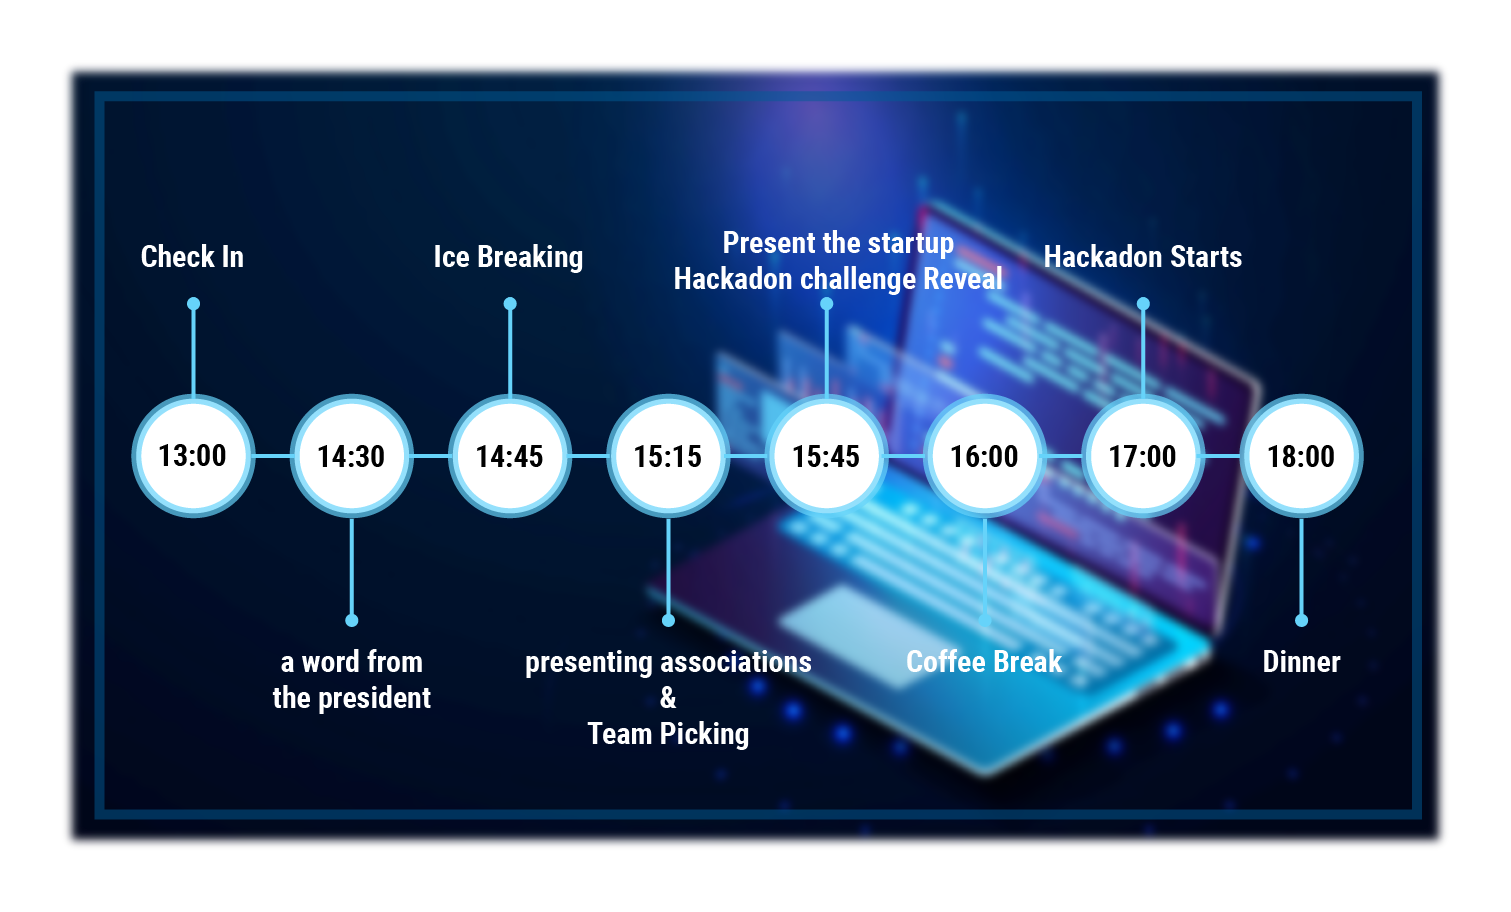 Check In
Ice Breaking
Present the startup
Hackadon challenge Reveal
Hackadon Starts
13:00
14:30
14:45
15:15
15:45
16:00
17:00
18:00
a word from
the president
presenting associations
&
Team Picking
Coffee Break
Dinner